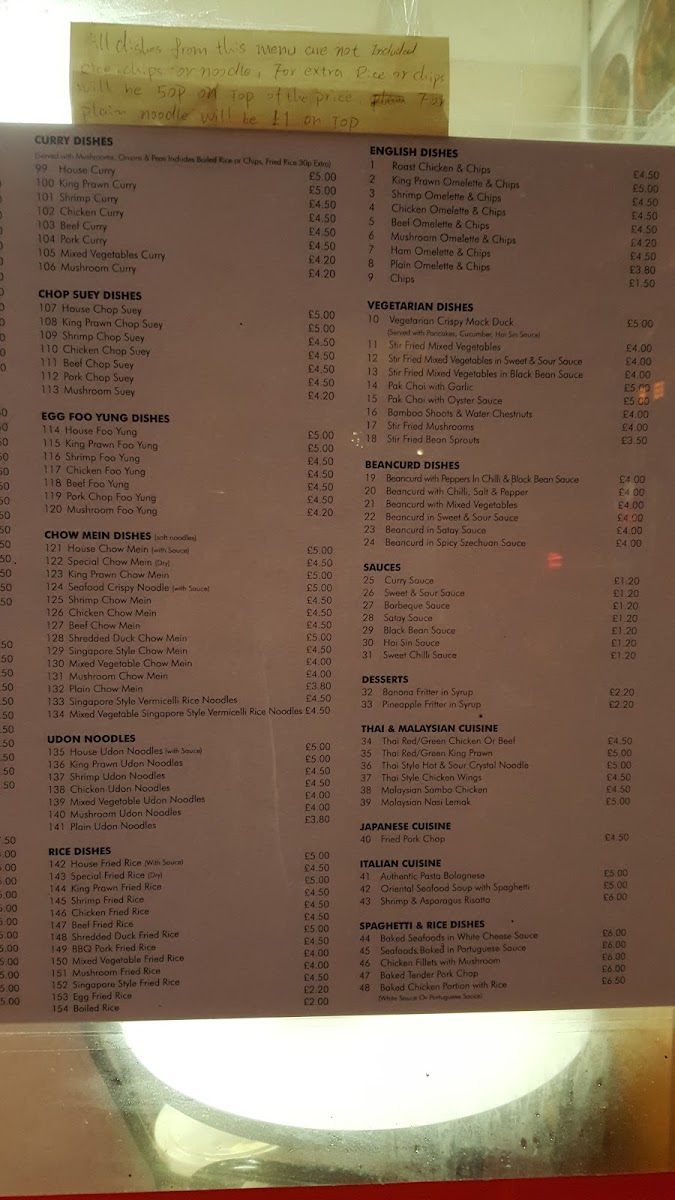 All dishes from this menu are not Included
rice, chips or noodle, For extra Rice or chips
will be 50p on top of the price. For
plain noodle will be £1 on TOP
CURRY DISHES
(Served with Mushrooms, Onions & Peas Includes Boiled Rice or Chips, Fried Rice 30p Extra)
99 House Curry £5.00
100 King Prawn Curry £5.00
101 Shrimp Curry £4.50
102 Chicken Curry £4.50
103 Beef Curry £4.50
104 Pork Curry £4.50
105 Mixed Vegetables Curry £4.20
106 Mushroom Curry £4.20
CHOP SUEY DISHES
107 House Chop Suey £5.00
108 King Prawn Chop Suey £5.00
109 Shrimp Chop Suey £4.50
110 Chicken Chop Suey £4.50
111 Beef Chop Suey £4.50
112 Pork Chop Suey £4.50
113 Mushroom Suey £4.20
EGG FOO YUNG DISHES
114 House Foo Yung £5.00
115 King Prawn Foo Yung £5.00
116 Shrimp Foo Yung £4.50
117 Chicken Foo Yung £4.50
118 Beef Foo Yung £4.50
119 Pork Chop Foo Yung £4.50
120 Mushroom Foo Yung £4.20
CHOW MEIN DISHES (soft noodles)
121 House Chow Mein (with Sauce) £5.00
122 Special Chow Mein (Dry) £4.50
123 King Prawn Chow Mein £5.00
124 Seafood Crispy Noodle (with Sauce) £5.00
125 Shrimp Chow Mein £4.50
126 Chicken Chow Mein £4.50
127 Beef Chow Mein £4.50
128 Shredded Duck Chow Mein £5.00
129 Singapore Style Chow Mein £4.50
130 Mixed Vegetable Chow Mein £4.00
131 Mushroom Chow Mein £4.00
132 Plain Chow Mein £3.80
133 Singapore Style Vermicelli Rice Noodles £4.50
134 Mixed Vegetable Singapore Style Vermicelli Rice Noodles £4.50
UDON NOODLES
135 House Udon Noodles (with Sauce) £5.00
136 King Prawn Udon Noodles £5.00
137 Shrimp Udon Noodles £4.50
138 Chicken Udon Noodles £4.50
139 Mixed Vegetable Udon Noodles £4.00
140 Mushroom Udon Noodles £4.00
141 Plain Udon Noodles £3.80
RICE DISHES
142 House Fried Rice (With Sauce) £5.00
143 Special Fried Rice (Dry) £4.50
144 King Prawn Fried Rice £5.00
145 Shrimp Fried Rice £4.50
146 Chicken Fried Rice £4.50
147 Beef Fried Rice £4.50
148 Shredded Duck Fried Rice £5.00
149 BBQ Pork Fried Rice £4.50
150 Mixed Vegetable Fried Rice £4.00
151 Mushroom Fried Rice £4.00
152 Singapore Style Fried Rice £4.50
153 Egg Fried Rice £2.20
154 Boiled Rice £2.00
ENGLISH DISHES
1 Roast Chicken & Chips £4.50
2 King Prawn Omelette & Chips £5.00
3 Shrimp Omelette & Chips £4.50
4 Chicken Omelette & Chips £4.50
5 Beef Omelette & Chips £4.50
6 Mushroom Omelette & Chips £4.20
7 Ham Omelette & Chips £4.50
8 Plain Omelette & Chips £3.80
9 Chips £1.50
VEGETARIAN DISHES
10 Vegetarian Crispy Mock Duck £5.00
(Served with Pancakes, Cucumber, Hoi Sin Sauce)
11 Stir Fried Mixed Vegetables £4.00
12 Stir Fried Mixed Vegetables in Sweet & Sour Sauce £4.00
13 Stir Fried Mixed Vegetables in Black Bean Sauce £4.00
14 Pak Choi with Garlic £5.00
15 Pak Choi with Oyster Sauce £5.00
16 Bamboo Shoots & Water Chestnuts £4.00
17 Stir Fried Mushrooms £4.00
18 Stir Fried Bean Sprouts £3.50
BEANCURD DISHES
19 Beancurd with Peppers In Chilli & Black Bean Sauce £4.00
20 Beancurd with Chilli, Salt & Pepper £4.00
21 Beancurd with Mixed Vegetables £4.00
22 Beancurd in Sweet & Sour Sauce £4.00
23 Beancurd in Satay Sauce £4.00
24 Beancurd in Spicy Szechuan Sauce £4.00
SAUCES
25 Curry Sauce £1.20
26 Sweet & Sour Sauce £1.20
27 Barbeque Sauce £1.20
28 Satay Sauce £1.20
29 Black Bean Sauce £1.20
30 Hoi Sin Sauce £1.20
31 Sweet Chilli Sauce £1.20
DESSERTS
32 Banana Fritter in Syrup £2.20
33 Pineapple Fritter in Syrup £2.20
THAI & MALAYSIAN CUISINE
34 Thai Red/Green Chicken Or Beef £4.50
35 Thai Red/Green King Prawn £5.00
36 Thai Style Hot & Sour Crystal Noodle £5.00
37 Thai Style Chicken Wings £4.50
38 Malaysian Samba Chicken £4.50
39 Malaysian Nasi Lemak £5.00
JAPANESE CUISINE
40 Fried Pork Chop £4.50
ITALIAN CUISINE
41 Authentic Pasta Bolognese £5.00
42 Oriental Seafood Soup with Spaghetti £5.00
43 Shrimp & Asparagus Risotto £6.00
SPAGHETTI & RICE DISHES
44 Baked Seafoods in White Cheese Sauce £6.00
45 Seafoods Baked in Portuguese Sauce £6.00
46 Chicken Fillets with Mushroom £6.00
47 Baked Tender Pork Chop £6.00
48 Baked Chicken Portion with Rice £6.50
(White Sauce Or Portuguese Sauce)